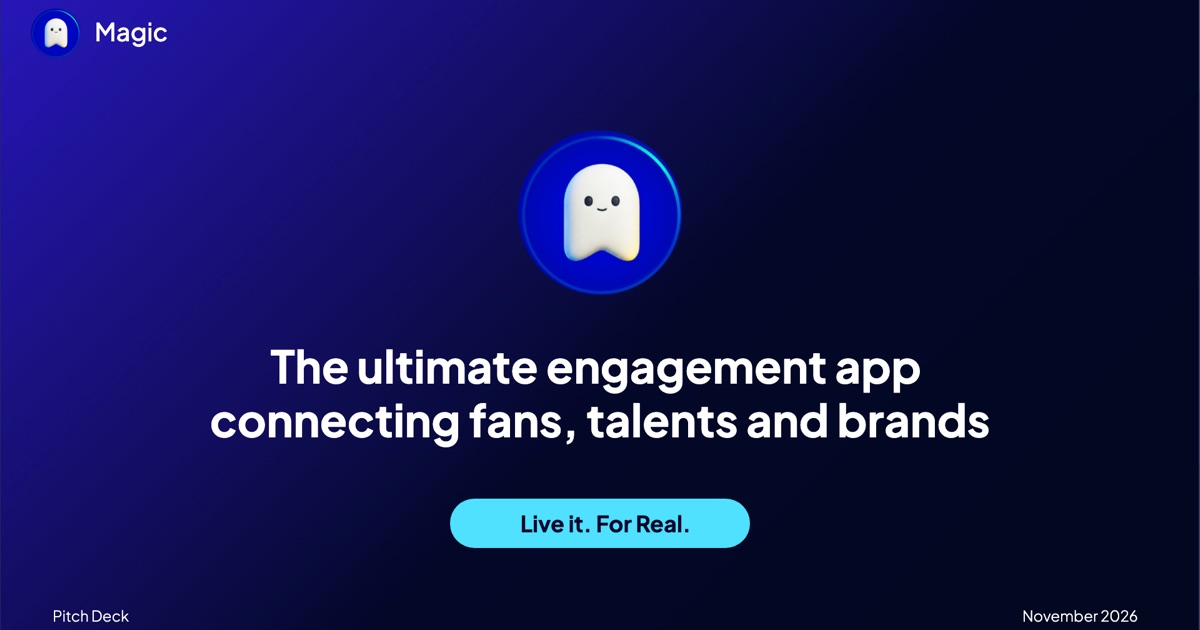 Magic
The ultimate engagement app
connecting fans, talents and brands
Live it. For Real.
Pitch Deck
November 2026